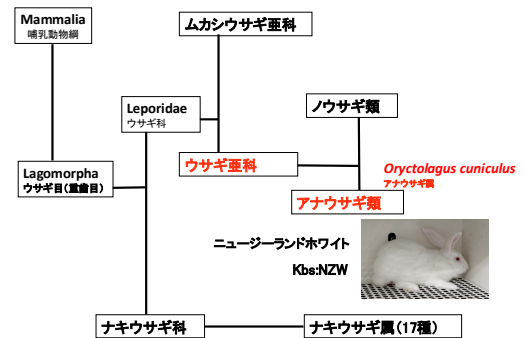 Mammalia
哺乳動物綱
ムカシウサギ亜科
Leporidae
ウサギ科
ノウサギ類
ウサギ亜科
Lagomorpha
ウサギ目(重歯目)
Oryctolagus cuniculus
アナウサギ属
アナウサギ類
ニュージーランドホワイト
Kbs:NZW
ナキウサギ科
ナキウサギ属(17種)